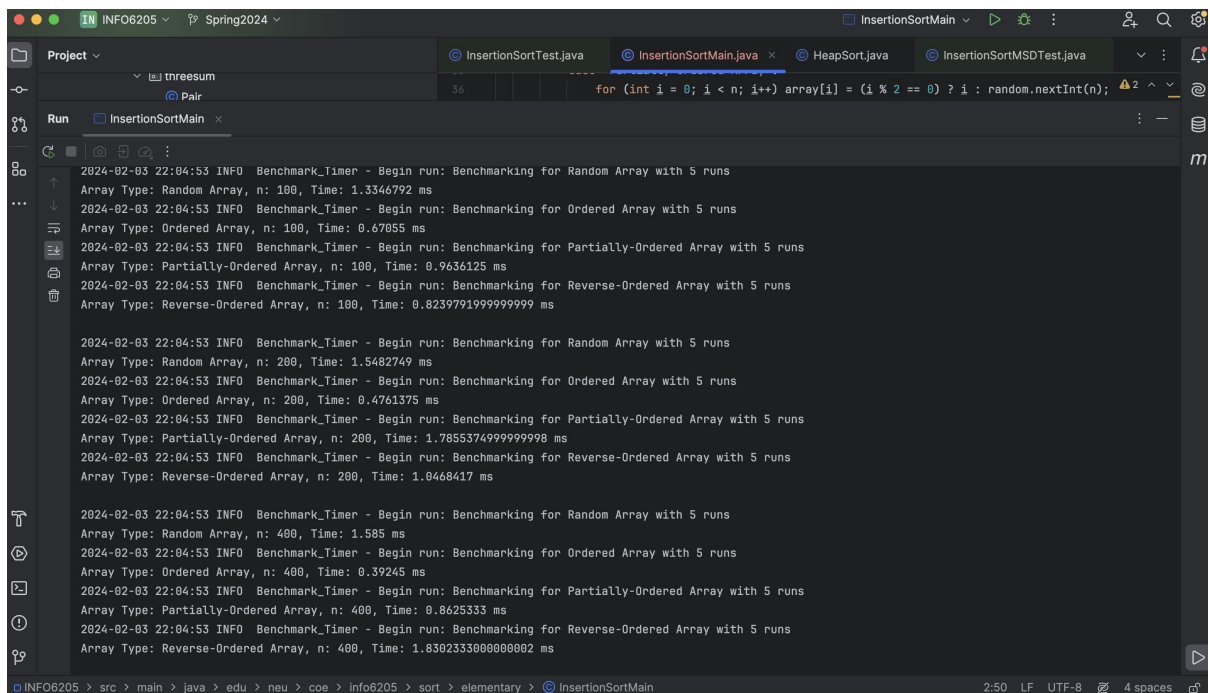 IN INFO6205 Spring2024 InsertionSortMain
Project InsertionSortTest.java InsertionSortMain.java × HeapSort.java InsertionSortMSDTest.java
threesum
Pair
36 for (int i = 0; i < n; i++) array[i] = (i % 2 == 0) ? i : random.nextInt(n); 2
Run InsertionSortMain ×
2024-02-03 22:04:53 INFO  Benchmark_Timer - Begin run: Benchmarking for Random Array with 5 runs
Array Type: Random Array, n: 100, Time: 1.3346792 ms
2024-02-03 22:04:53 INFO  Benchmark_Timer - Begin run: Benchmarking for Ordered Array with 5 runs
Array Type: Ordered Array, n: 100, Time: 0.67055 ms
2024-02-03 22:04:53 INFO  Benchmark_Timer - Begin run: Benchmarking for Partially-Ordered Array with 5 runs
Array Type: Partially-Ordered Array, n: 100, Time: 0.9636125 ms
2024-02-03 22:04:53 INFO  Benchmark_Timer - Begin run: Benchmarking for Reverse-Ordered Array with 5 runs
Array Type: Reverse-Ordered Array, n: 100, Time: 0.8239791999999999 ms
2024-02-03 22:04:53 INFO  Benchmark_Timer - Begin run: Benchmarking for Random Array with 5 runs
Array Type: Random Array, n: 200, Time: 1.5482749 ms
2024-02-03 22:04:53 INFO  Benchmark_Timer - Begin run: Benchmarking for Ordered Array with 5 runs
Array Type: Ordered Array, n: 200, Time: 0.4761375 ms
2024-02-03 22:04:53 INFO  Benchmark_Timer - Begin run: Benchmarking for Partially-Ordered Array with 5 runs
Array Type: Partially-Ordered Array, n: 200, Time: 1.7855374999999998 ms
2024-02-03 22:04:53 INFO  Benchmark_Timer - Begin run: Benchmarking for Reverse-Ordered Array with 5 runs
Array Type: Reverse-Ordered Array, n: 200, Time: 1.0468417 ms
2024-02-03 22:04:53 INFO  Benchmark_Timer - Begin run: Benchmarking for Random Array with 5 runs
Array Type: Random Array, n: 400, Time: 1.585 ms
2024-02-03 22:04:53 INFO  Benchmark_Timer - Begin run: Benchmarking for Ordered Array with 5 runs
Array Type: Ordered Array, n: 400, Time: 0.39245 ms
2024-02-03 22:04:53 INFO  Benchmark_Timer - Begin run: Benchmarking for Partially-Ordered Array with 5 runs
Array Type: Partially-Ordered Array, n: 400, Time: 0.8625333 ms
2024-02-03 22:04:53 INFO  Benchmark_Timer - Begin run: Benchmarking for Reverse-Ordered Array with 5 runs
Array Type: Reverse-Ordered Array, n: 400, Time: 1.8302333000000002 ms
INFO6205 > src > main > java > edu > neu > coe > info6205 > sort > elementary > InsertionSortMain 2:50 LF UTF-8 4 spaces